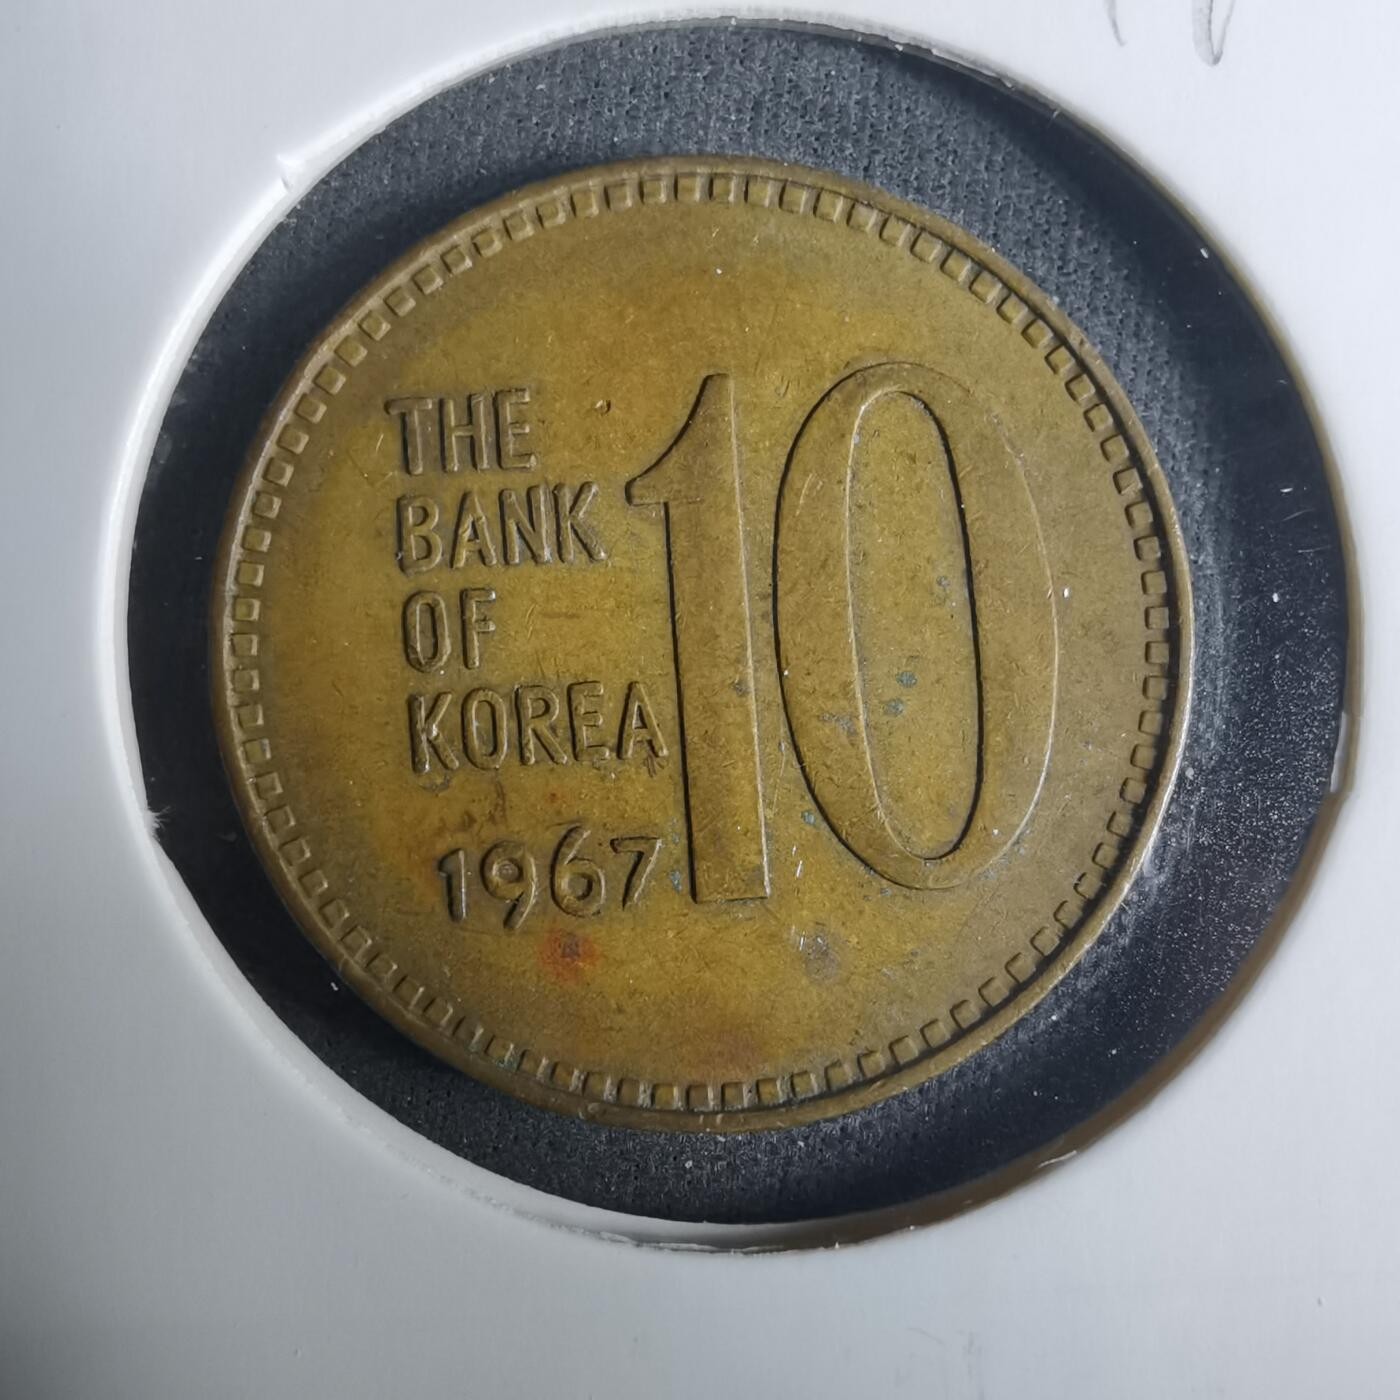 THE
BANK
OF
KOREA
1967
10